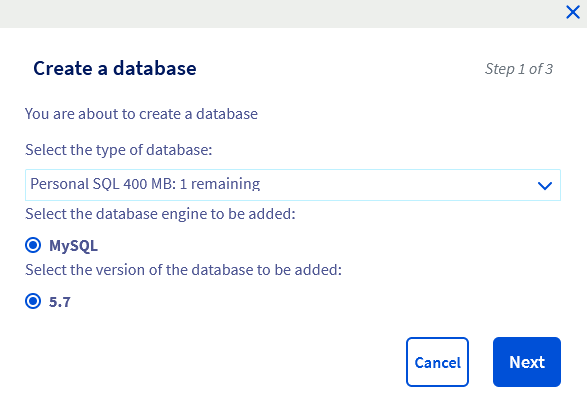 Create a database
Step 1 of 3
You are about to create a database
Select the type of database:
Personal SQL 400 MB: 1 remaining
Select the database engine to be added:
MySQL
Select the version of the database to be added:
5.7
Cancel
Next